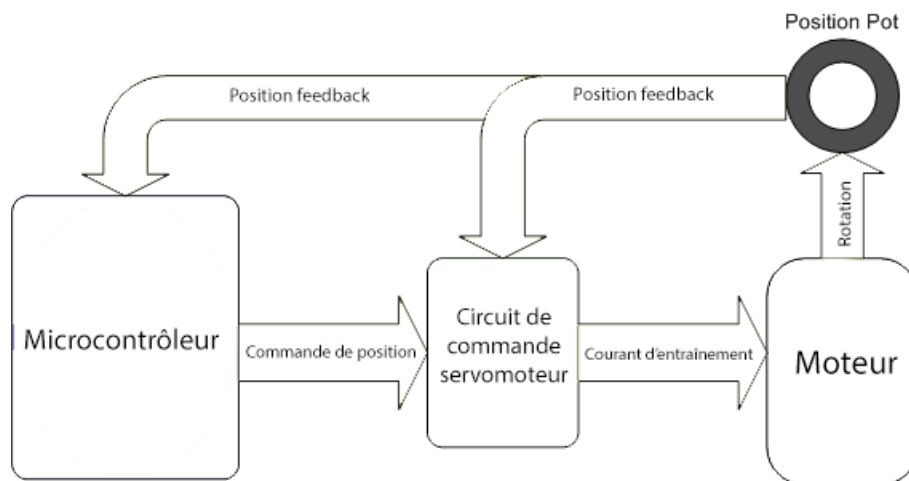 Position Pot
Position feedback
Position feedback
Rotation
Microcontrôleur
Commande de position
Circuit de
commande
servomoteur
Courant d'entraînement
Moteur